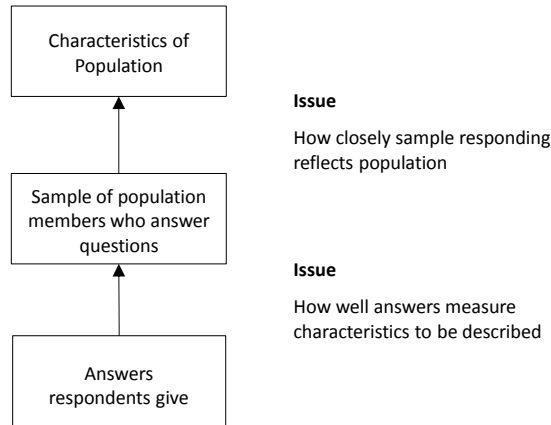 Characteristics of
Population
Issue
How closely sample responding
reflects population
Sample of population
members who answer
questions
Issue
How well answers measure
characteristics to be described
Answers
respondents give